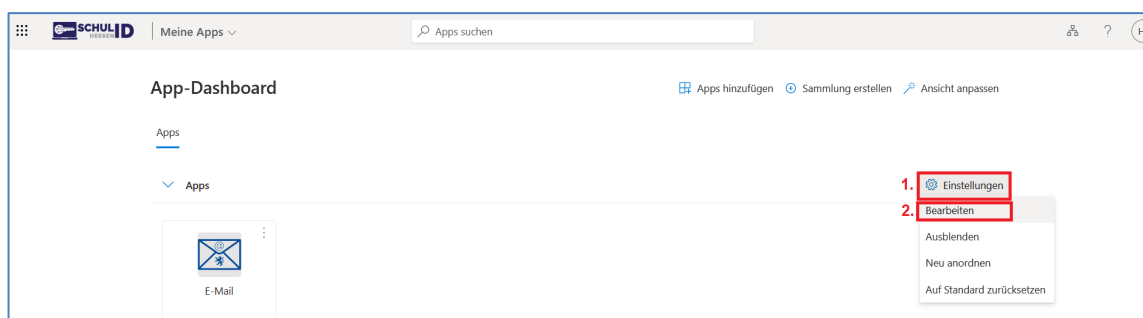 SCHUL ID
HESSEN
Meine Apps
Apps suchen
?
H
App-Dashboard
Apps hinzufügen
Sammlung erstellen
Ansicht anpassen
Apps
Apps
1. Einstellungen
2. Bearbeiten
Ausblenden
Neu anordnen
Auf Standard zurücksetzen
@
E-Mail